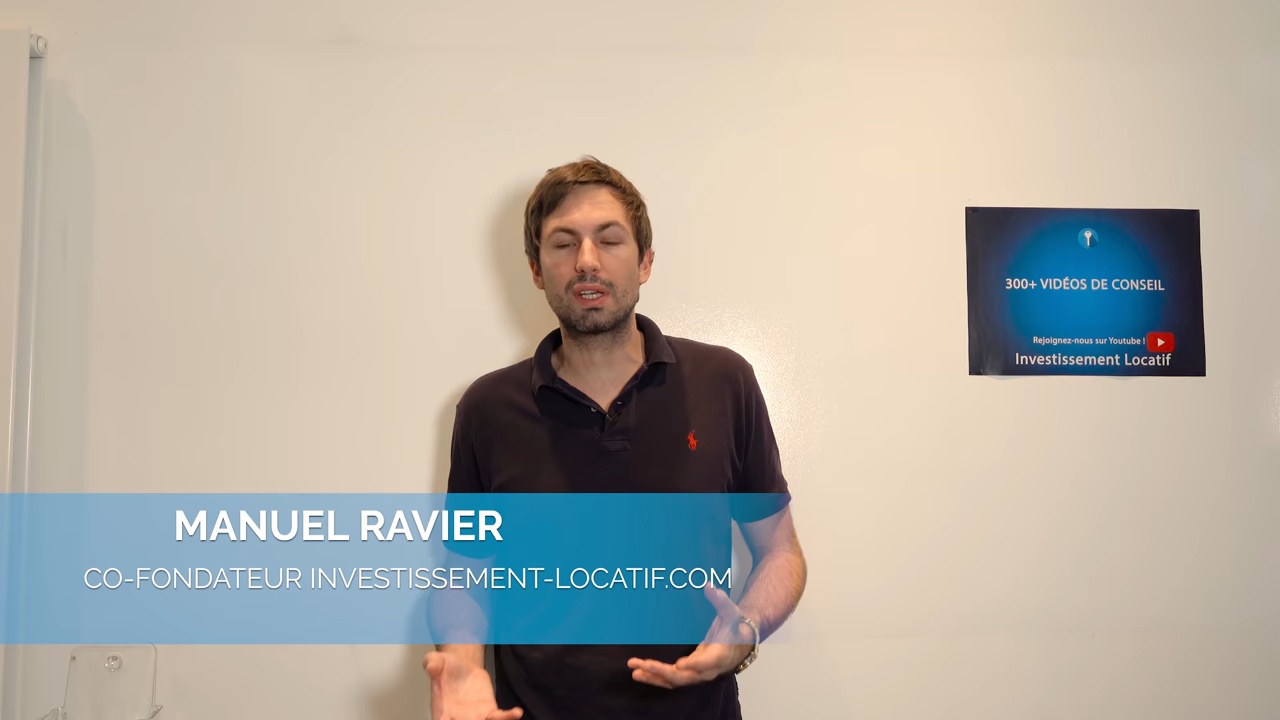 300+ VIDÉOS DE CONSEIL
Rejoignez-nous sur Youtube !
Investissement Locatif
MANUEL RAVIER
CO-FONDATEUR INVESTISSEMENT-LOCATIF.COM